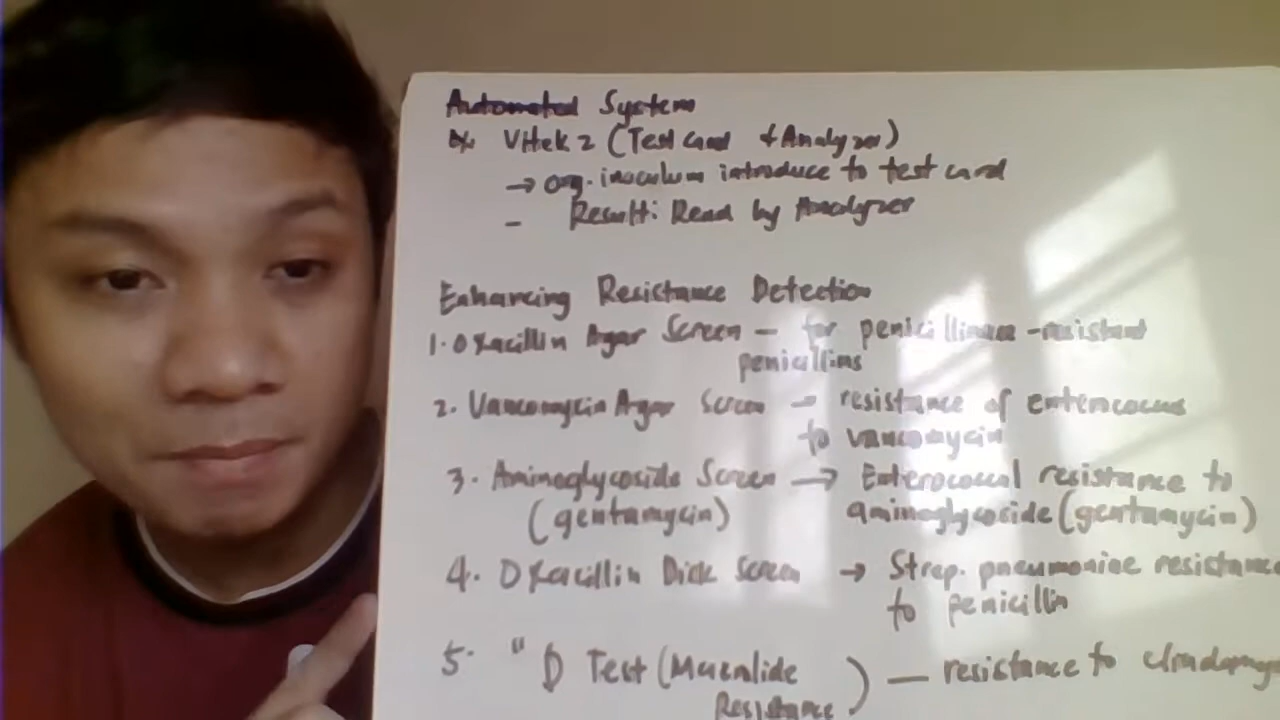 Automated System
Ex. Vitek 2 (Test card + Analyzer)
→ org. inoculum introduce to test card
- Result: Read by Analyzer
Enhancing Resistance Detection
1. Oxacillin Agar Screen - for penicillinase-resistant
penicillins
2. Vancomycin Agar Screen → resistance of enterococcus
to vancomycin
3. Aminoglycoside Screen → Enterococcal resistance to
(gentamycin) aminoglycoside (gentamycin)
4. Oxacillin Disk Screen → Strep. pneumoniae resistance
to penicillin
5. " D Test (Macrolide Resistance) — resistance to